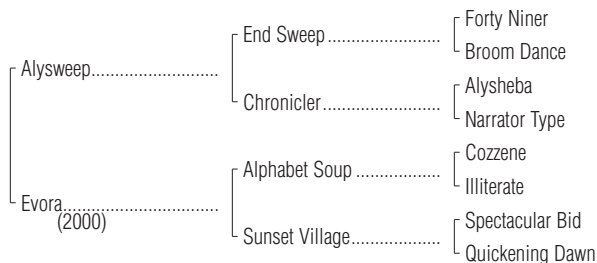 Forty Niner
End Sweep........................
Broom Dance
Alysweep...........................
Alysheba
Chronicler.........................
Narrator Type
Cozzene
Alphabet Soup..................
Illiterate
Evora.................................
(2000)
Spectacular Bid
Sunset Village...................
Quickening Dawn